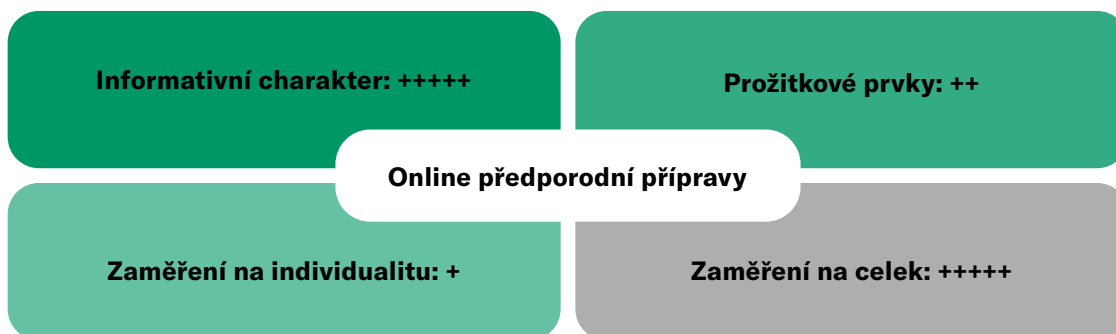 Informativní charakter: +++++
Prožitkové prvky: ++
Online předporodní přípravy
Zaměření na individualitu: +
Zaměření na celek: +++++